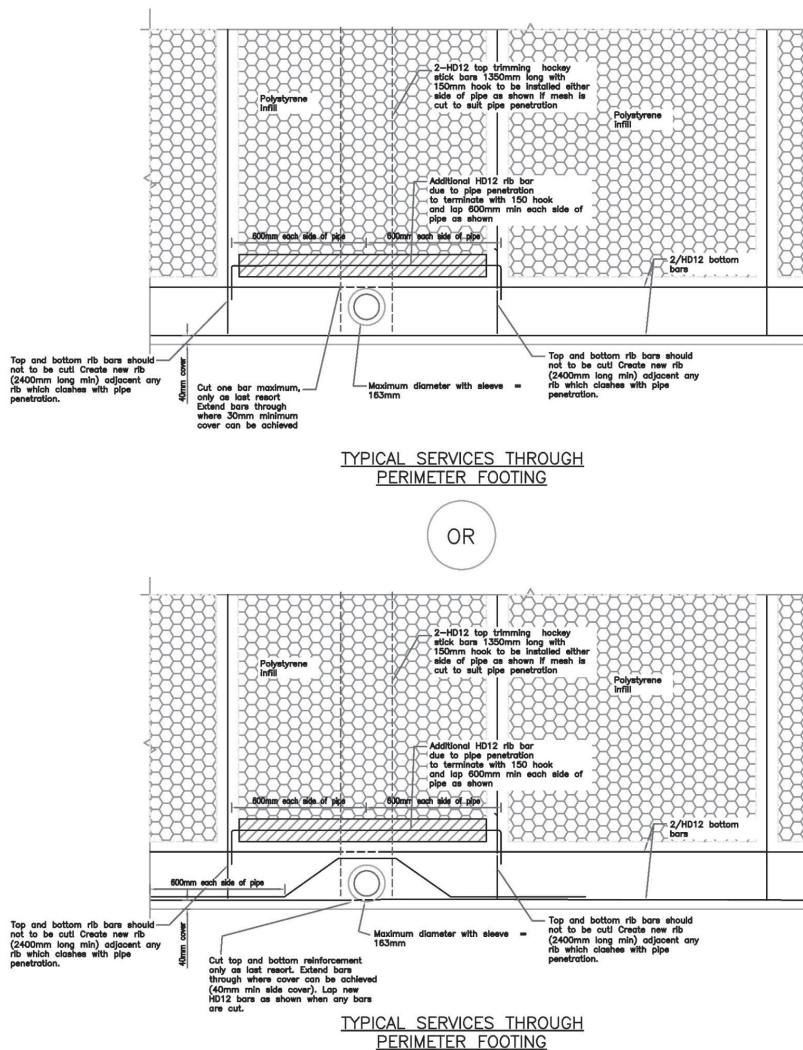 2-HD12 top trimming hockey
stick bars 1350mm long with
150mm hook to be installed either
side of pipe as shown if mesh is
cut to suit pipe penetration
Polystyrene
infill
Polystyrene
infill
Additional HD12 rib bar
due to pipe penetration
to terminate with 150 hook
and lap 600mm min each side of
pipe as shown
600mm each side of pipe
600mm each side of pipe
2/HD12 bottom
bars
Top and bottom rib bars should
not to be cut! Create new rib
(2400mm long min) adjacent any
rib which clashes with pipe
penetration.
40mm cover
Cut one bar maximum,
only as last resort
Extend bars through
where 30mm minimum
cover can be achieved
Maximum diameter with sleeve =
163mm
Top and bottom rib bars should
not to be cut! Create new rib
(2400mm long min) adjacent any
rib which clashes with pipe
penetration.
TYPICAL SERVICES THROUGH
PERIMETER FOOTING
OR
2-HD12 top trimming hockey
stick bars 1350mm long with
150mm hook to be installed either
side of pipe as shown if mesh is
cut to suit pipe penetration
Polystyrene
infill
Polystyrene
infill
Additional HD12 rib bar
due to pipe penetration
to terminate with 150 hook
and lap 600mm min each side of
pipe as shown
600mm each side of pipe
600mm each side of pipe
2/HD12 bottom
bars
600mm each side of pipe
Top and bottom rib bars should
not to be cut! Create new rib
(2400mm long min) adjacent any
rib which clashes with pipe
penetration.
40mm cover
Cut top and bottom reinforcement
only as last resort. Extend bars
through where cover can be achieved
(40mm min side cover). Lap new
HD12 bars as shown when any bars
are cut.
Maximum diameter with sleeve =
163mm
Top and bottom rib bars should
not to be cut! Create new rib
(2400mm long min) adjacent any
rib which clashes with pipe
penetration.
TYPICAL SERVICES THROUGH
PERIMETER FOOTING